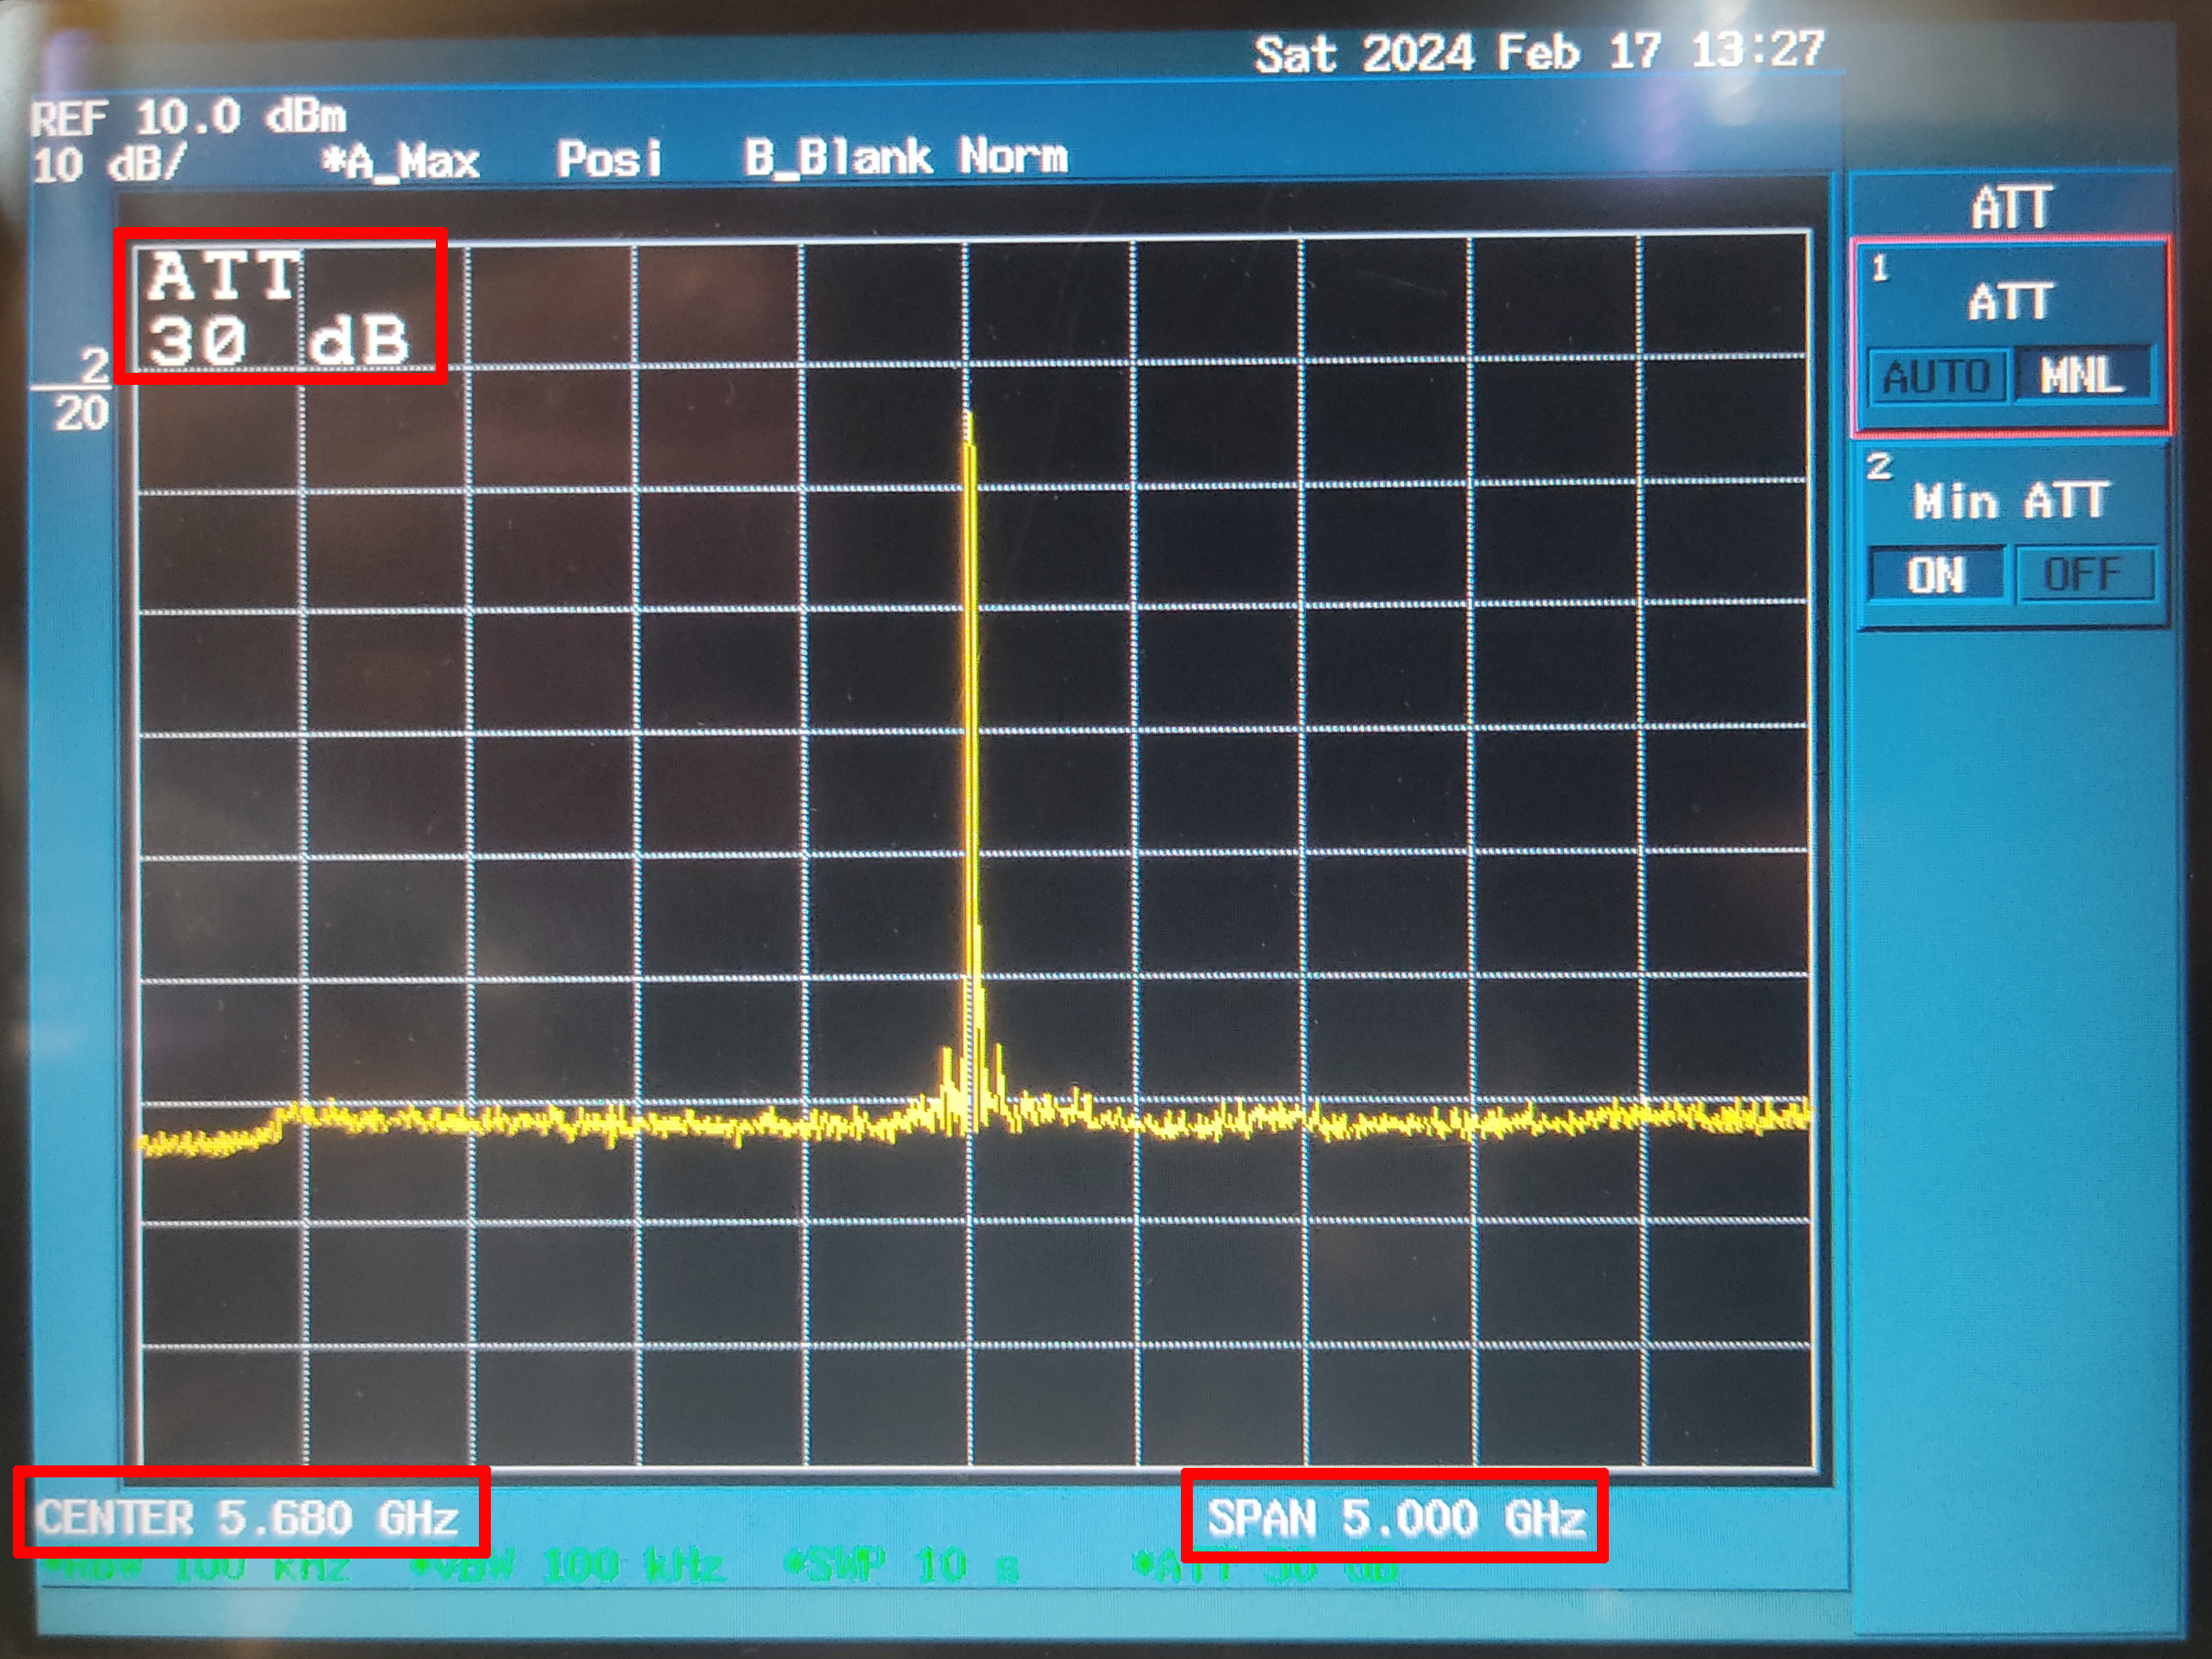 Sat 2024 Feb 17 13:27
REF 10.0 dBm
10 dB/ *A_Max Posi B_Blank Norm
ATT
30 dB
2
20
CENTER 5.680 GHz SPAN 5.000 GHz
*RBW 100 kHz *VBW 100 kHz *SWP 10 s *ATT 30 dB
ATT
1
ATT
AUTO MNL
2
Min ATT
ON OFF